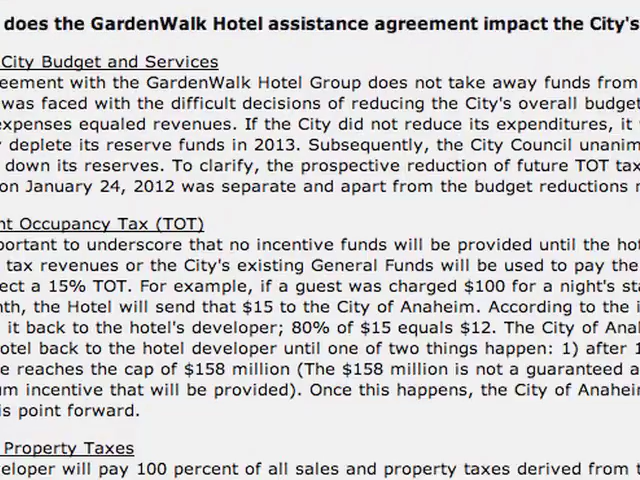 does the GardenWalk Hotel assistance agreement impact the City's
City Budget and Services
reement with the GardenWalk Hotel Group does not take away funds from
was faced with the difficult decisions of reducing the City's overall budget
expenses equaled revenues. If the City did not reduce its expenditures, it
deplete its reserve funds in 2013. Subsequently, the City Council unanim
down its reserves. To clarify, the prospective reduction of future TOT tax
on January 24, 2012 was separate and apart from the budget reductions
nt Occupancy Tax (TOT)
portant to underscore that no incentive funds will be provided until the hot
tax revenues or the City's existing General Funds will be used to pay the
ect a 15% TOT. For example, if a guest was charged $100 for a night's sta
nth, the Hotel will send that $15 to the City of Anaheim. According to the i
it back to the hotel's developer; 80% of $15 equals $12. The City of Anal
otel back to the hotel developer until one of two things happen: 1) after 1
e reaches the cap of $158 million (The $158 million is not a guaranteed a
um incentive that will be provided). Once this happens, the City of Anahein
is point forward.
Property Taxes
veloper will pay 100 percent of all sales and property taxes derived from t